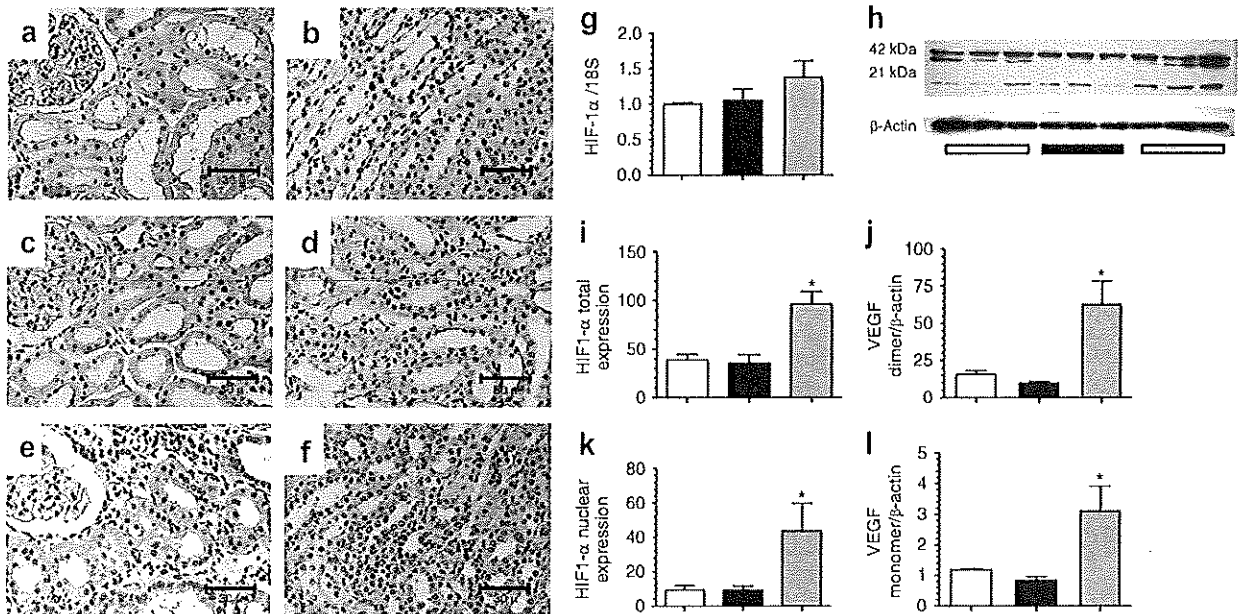 a
b
c
d
e
f
g
HIF-1α /18S
2.0
1.5
1.0
0.5
0.0
h
42 kDa
21 kDa
β-Actin
i
HIF1-α total
expression
150
100
50
0
*
j
VEGF
dimer/β-actin
100
75
50
25
0
*
k
HIF1-α nuclear
expression
80
60
40
20
0
*
l
VEGF
monomer/β-actin
5
4
3
2
1
0
*